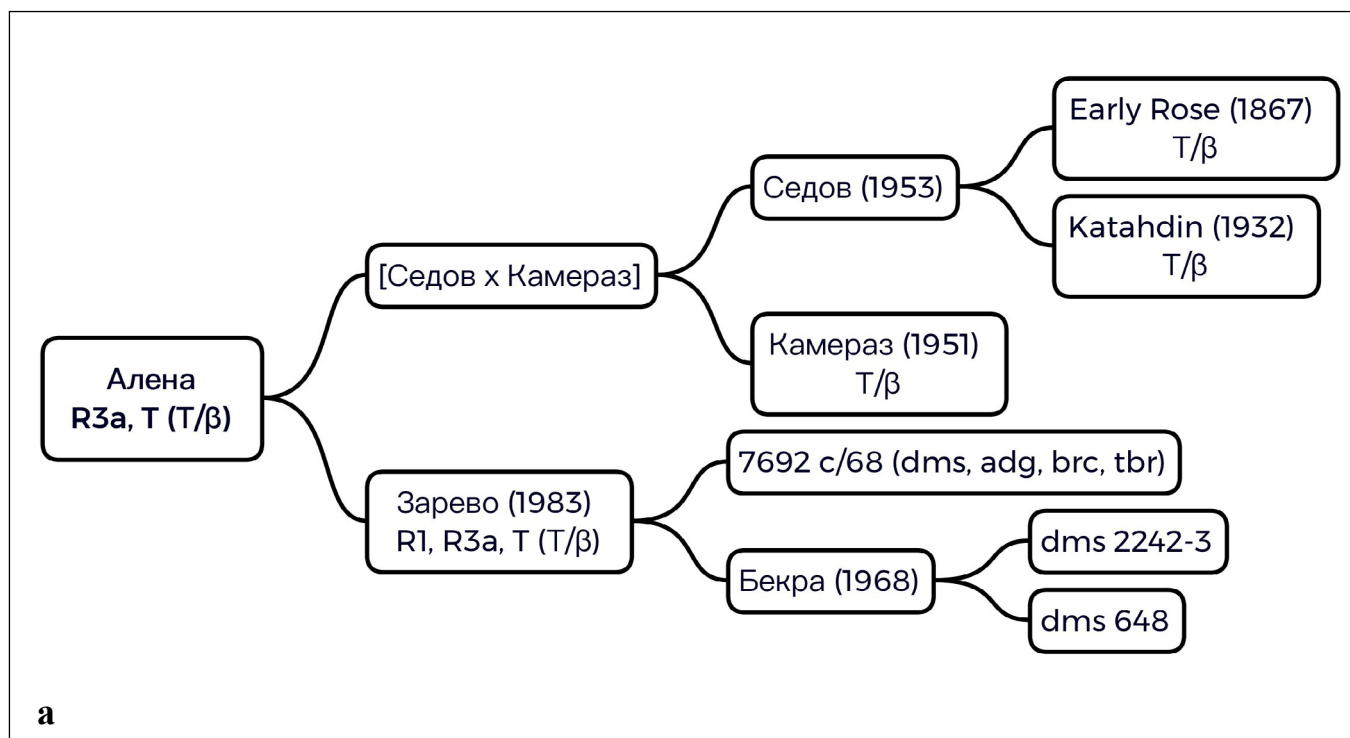 Early Rose (1867)
T/β
Седов (1953)
Katahdin (1932)
T/β
[Седов x Камераз]
Камераз (1951)
T/β
Алена
R3a, T (T/β)
7692 c/68 (dms, adg, brc, tbr)
Зарево (1983)
R1, R3a, T (T/β)
dms 2242-3
Бекра (1968)
dms 648
a